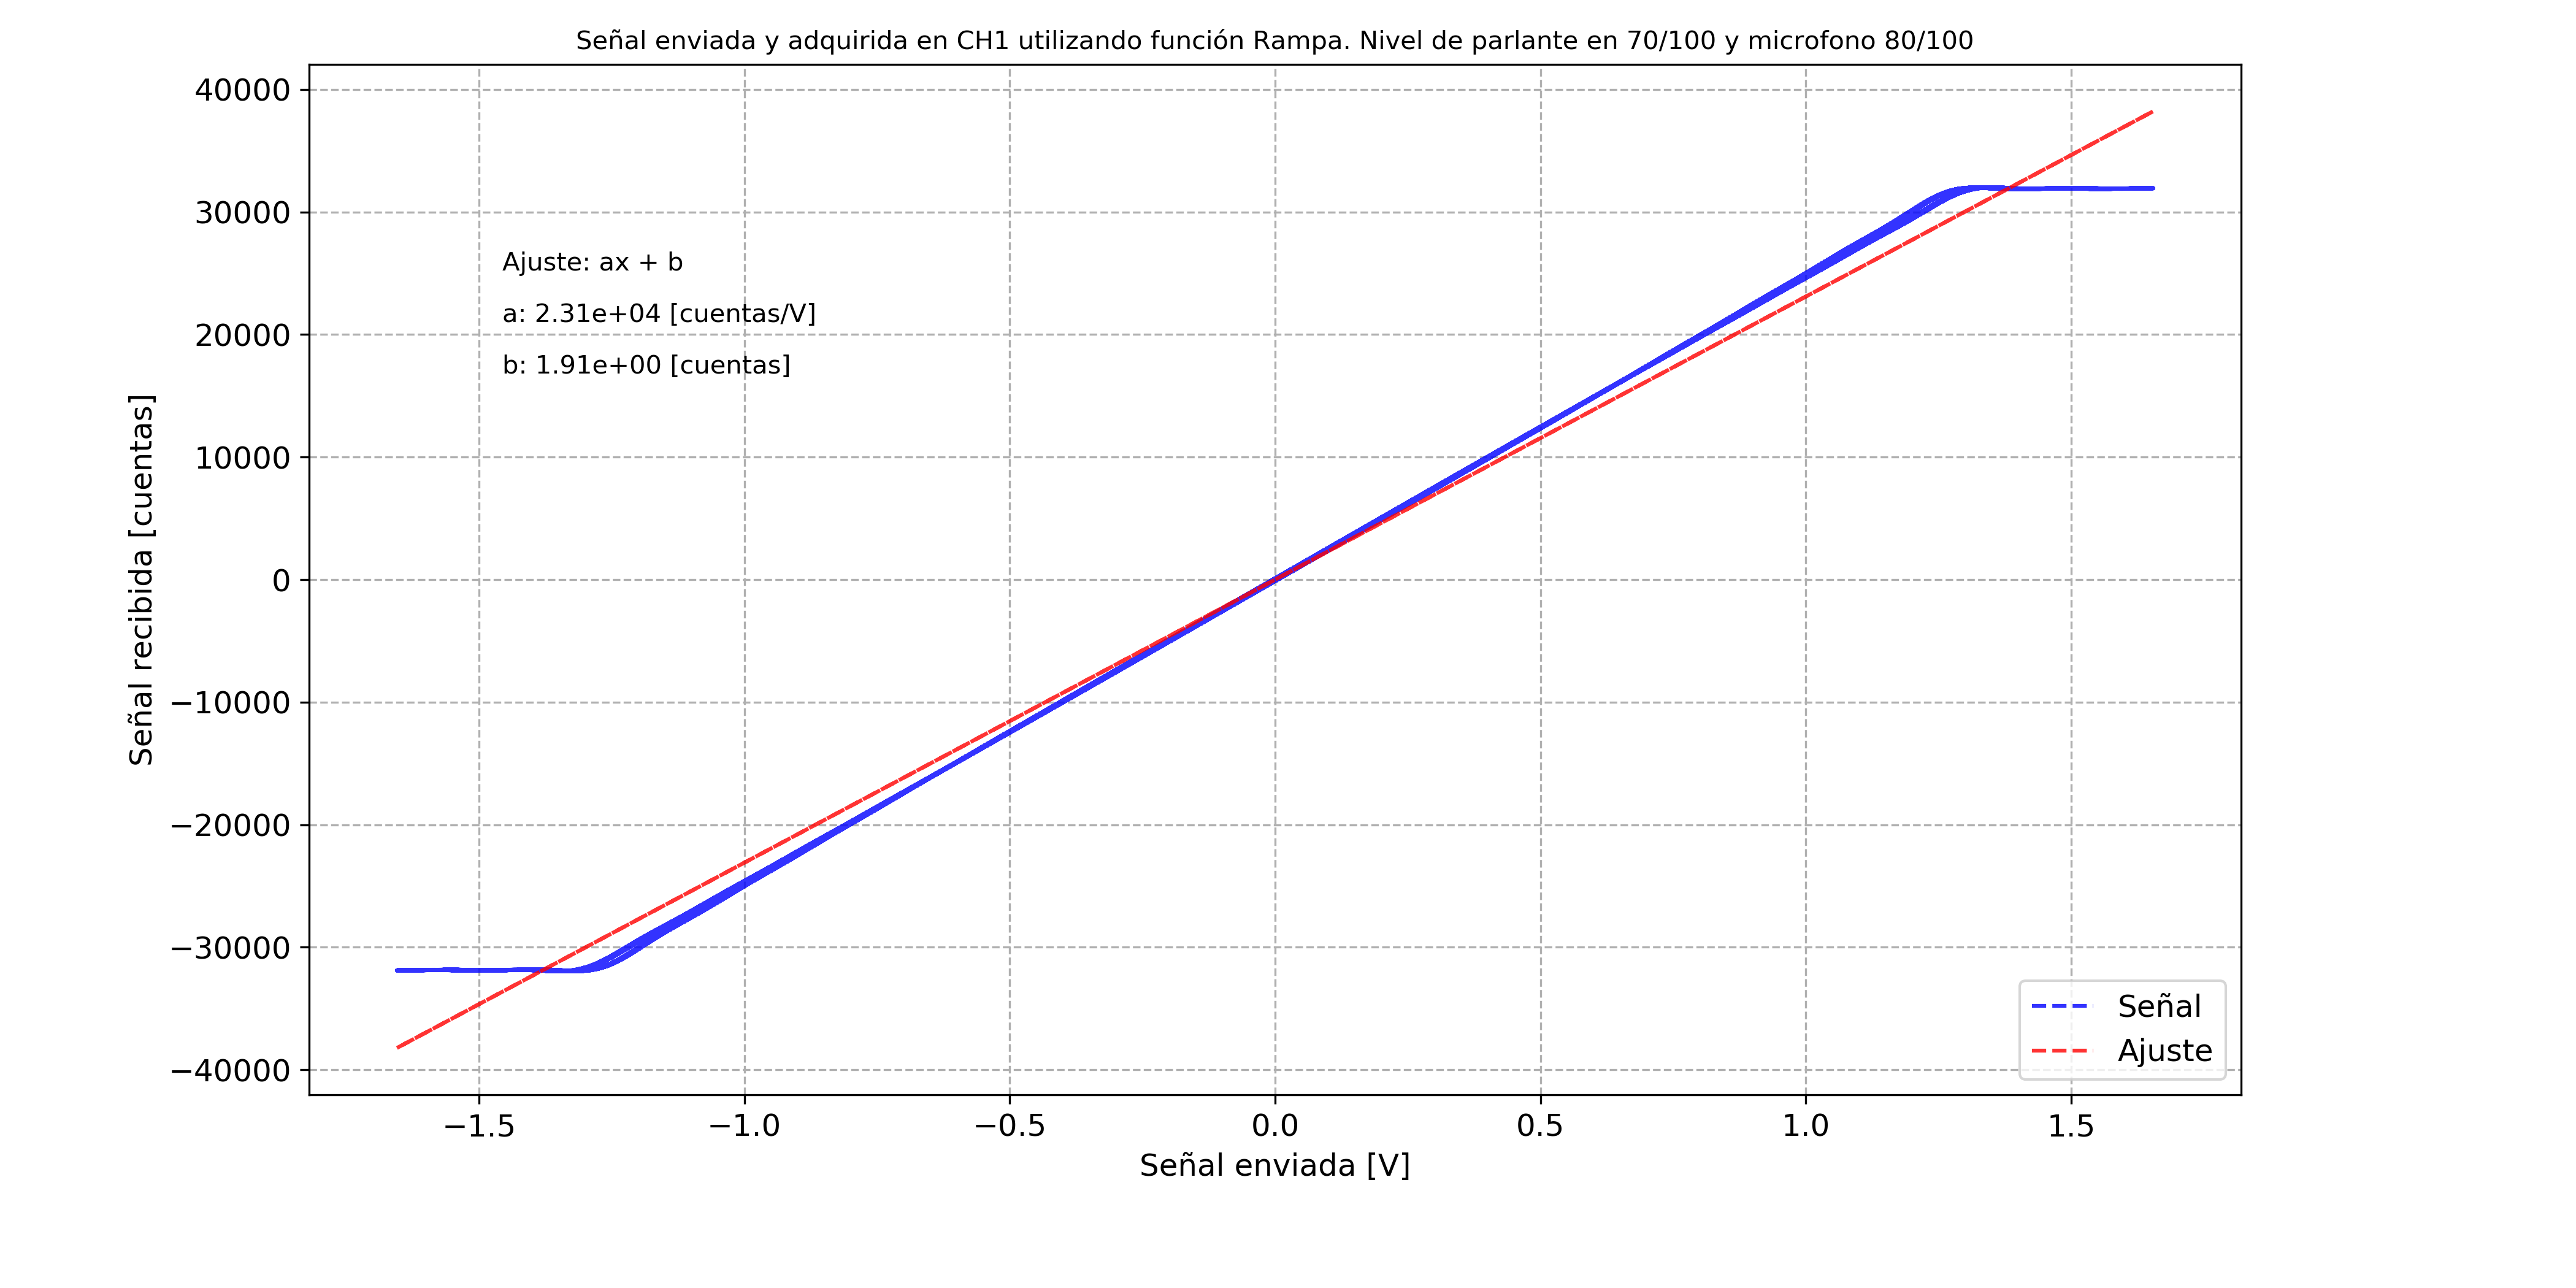 Señal enviada y adquirida en CH1 utilizando función Rampa. Nivel de parlante en 70/100 y microfono 80/100
40000
30000
20000
10000
0
−10000
−20000
−30000
−40000
Señal recibida [cuentas]
Ajuste: ax + b
a: 2.31e+04 [cuentas/V]
b: 1.91e+00 [cuentas]
Señal
Ajuste
−1.5 −1.0 −0.5 0.0 0.5 1.0 1.5
Señal enviada [V]